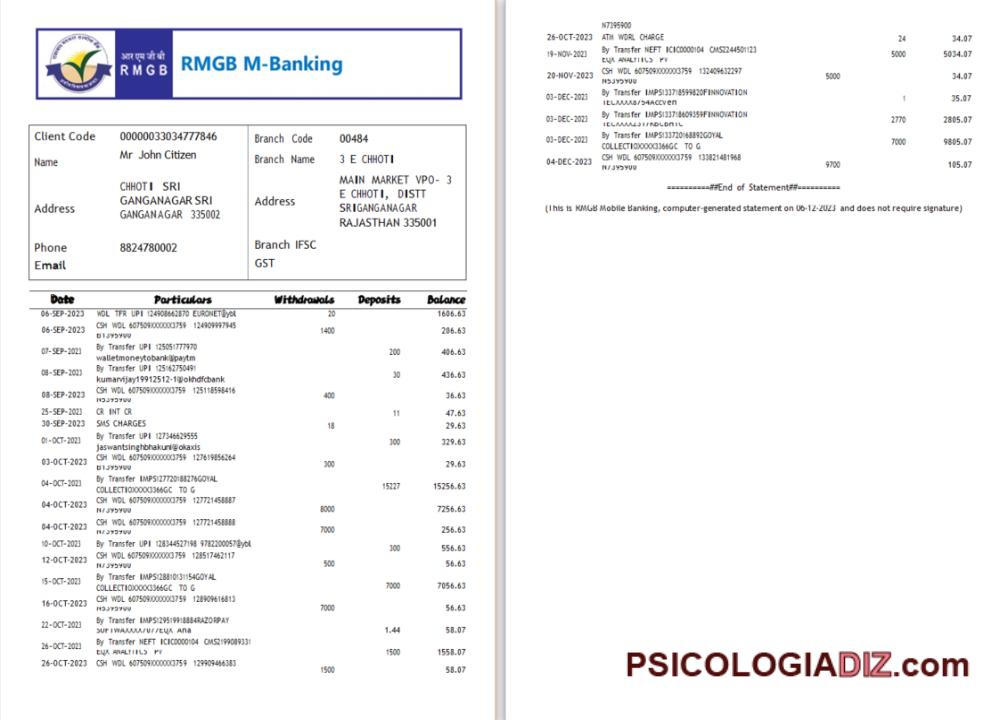 आर एम जी बी
RMGB
RMGB M-Banking
Client Code 00000033034777846
Name Mr John Citizen
Address CHHOTI SRI
GANGANAGAR SRI
GANGANAGAR 335002
Phone 8824780002
Email
Branch Code 00484
Branch Name 3 E CHHOTI
Address MAIN MARKET VPO- 3
E CHHOTI, DISTT
SRIGANGANAGAR
RAJASTHAN 335001
Branch IFSC
GST
Date Particulars Withdrawals Deposits Balance
06-SEP-2023 WDL TFR UPI 124908662870 EURONET@ybl 20 1606.63
06-SEP-2023 CSH WDL 607509XXXXXX3759 124909997945 1400 206.63
B1395900
07-SEP-2023 By Transfer UPI 125051777970 200 406.63
walletmoneytobank@paytm
08-SEP-2023 By Transfer UPI 125162750491 30 436.63
kumarvijay19912512-1@okhdfcbank
08-SEP-2023 CSH WDL 607509XXXXXX3759 125118598416 400 36.63
N5395900
25-SEP-2023 CR INT CR 11 47.63
30-SEP-2023 SMS CHARGES 18 29.63
01-OCT-2023 By Transfer UPI 127346629555 300 329.63
jaswantsinghbhakuni@okaxis
03-OCT-2023 CSH WDL 607509XXXXXX3759 127619856264 300 29.63
B1395900
04-OCT-2023 By Transfer IMPS127720188276GOYAL 15227 15256.63
COLLECTIOXXXX3366GC TO G
04-OCT-2023 CSH WDL 607509XXXXXX3759 127721458887 8000 7256.63
N7395900
04-OCT-2023 CSH WDL 607509XXXXXX3759 127721458888 7000 256.63
N7395900
10-OCT-2023 By Transfer UPI 128344527198 9782200057@ybl 300 556.63
12-OCT-2023 CSH WDL 607509XXXXXX3759 128517462117 500 56.63
N7395900
15-OCT-2023 By Transfer IMPS128810131154GOYAL 7000 7056.63
COLLECTIOXXXX3366GC TO G
16-OCT-2023 CSH WDL 607509XXXXXX3759 128909616813 7000 56.63
N5395900
22-OCT-2023 By Transfer IMPS129519918884RAZORPAY 1.44 58.07
SOFTWAXXXX7077EQX Ana
26-OCT-2023 By Transfer NEFT ICIC0000104 CMS2199089331 1500 1558.07
EQX ANALYTICS PV
26-OCT-2023 CSH WDL 607509XXXXXX3759 129909466383 1500 58.07
N7395900
26-OCT-2023 ATM WDRL CHARGE 24 34.07
19-NOV-2023 By Transfer NEFT ICIC0000104 CMS2244501123 5000 5034.07
EQX ANALYTICS PV
20-NOV-2023 CSH WDL 607509XXXXXX3759 132409632297 5000 34.07
N5395900
03-DEC-2023 By Transfer IMPS133718599820FINNOVATION 1 35.07
TECXXXX8754Accven
03-DEC-2023 By Transfer IMPS133718609359FINNOVATION 2770 2805.07
03-DEC-2023 By Transfer IMPS133720168892GOYAL 7000 9805.07
COLLECTIOXXXX3366GC TO G
04-DEC-2023 CSH WDL 607509XXXXXX3759 133821481968 9700 105.07
N7395900
==========##End of Statement##==========
(This is RMGB Mobile Banking, computer-generated statement on 06-12-2023 and does not require signature)
PSICOLOGIADIZ.com